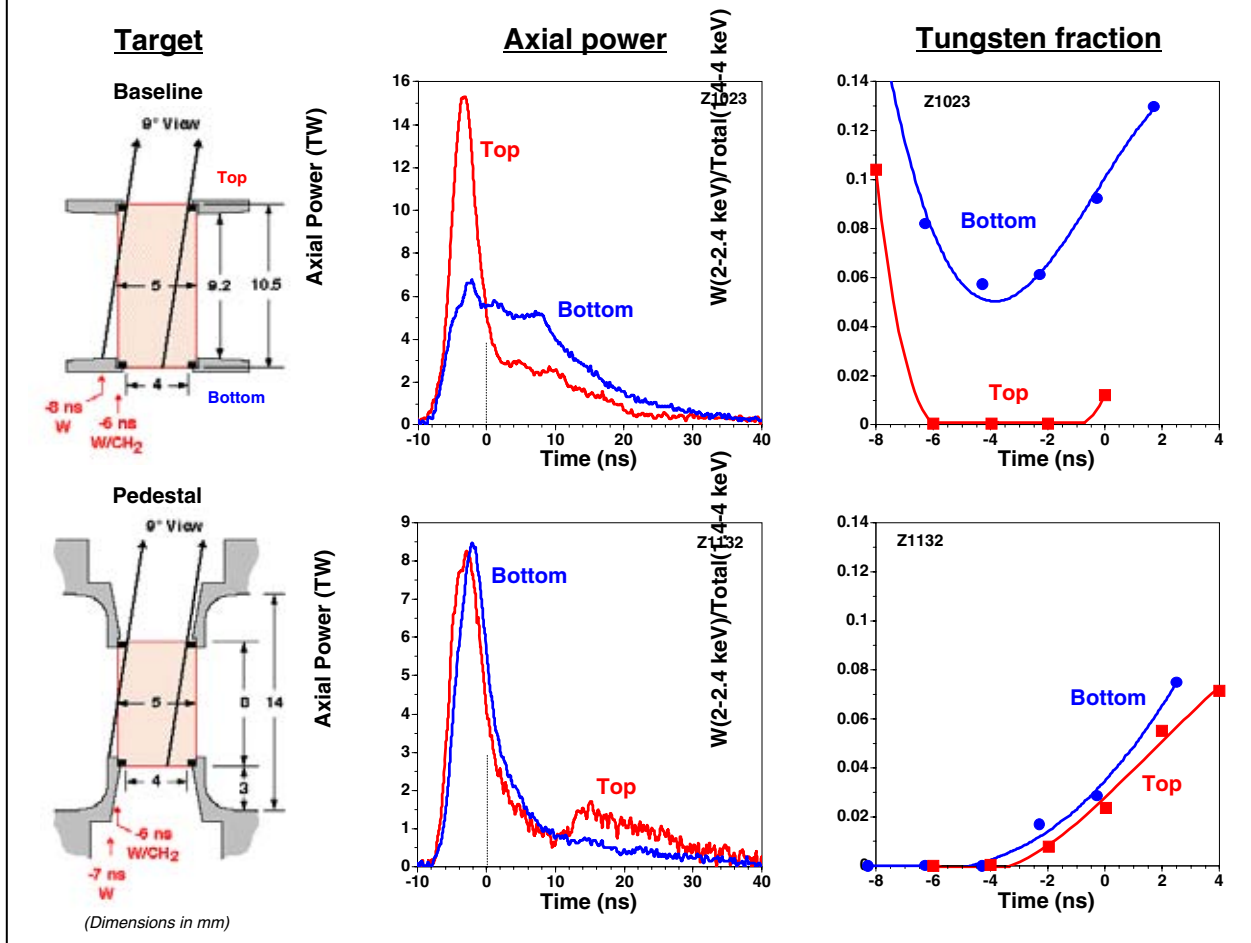 Target
Axial power
Tungsten fraction
Baseline
9° View
Top
5
9.2
10.5
4
Bottom
-8 ns
W
-6 ns
W/CH2
Axial Power (TW)
16
14
12
10
8
6
4
2
0
Z1023
Top
Bottom
-10 0 10 20 30 40
Time (ns)
W(2-2.4 keV)/Total(1.4-4 keV)
0.14
0.12
0.1
0.08
0.06
0.04
0.02
0
Z1023
Bottom
Top
-8 -6 -4 -2 0 2 4
Time (ns)
Pedestal
9° View
5
8
14
4
3
-6 ns
W/CH2
-7 ns
W
(Dimensions in mm)
Axial Power (TW)
9
8
7
6
5
4
3
2
1
0
Z1132
Bottom
Top
-10 0 10 20 30 40
Time (ns)
W(2-2.4 keV)/Total(1.4-4 keV)
0.14
0.12
0.1
0.08
0.06
0.04
0.02
0
Z1132
Bottom
Top
-8 -6 -4 -2 0 2 4
Time (ns)